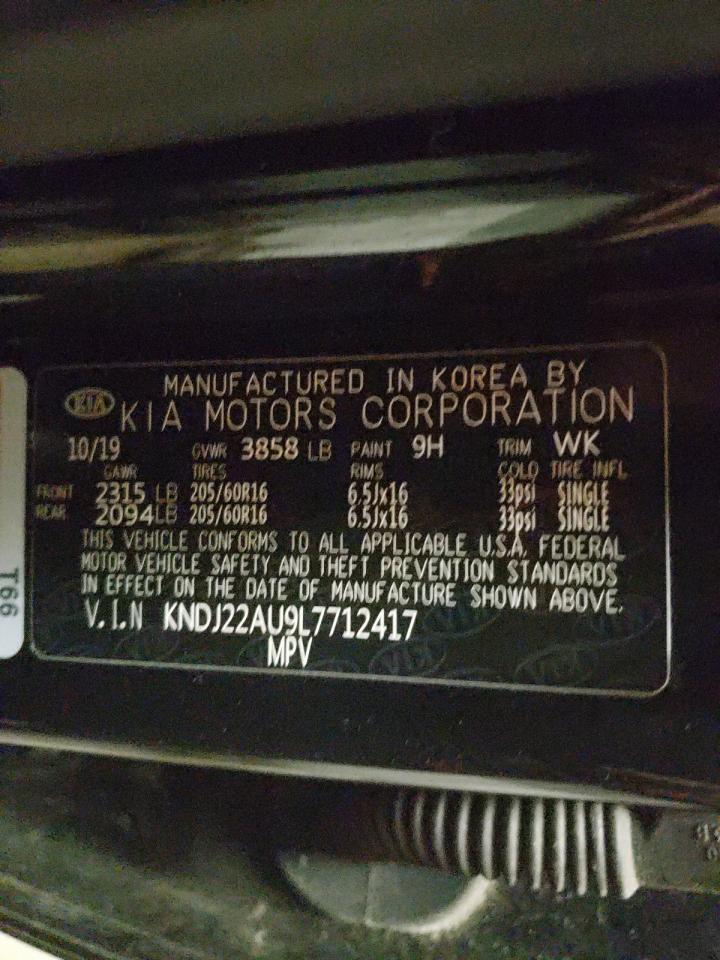 MANUFACTURED IN KOREA BY
KIA KIA MOTORS CORPORATION
10/19 GVWR 3858 LB PAINT 9H TRIM WK
GAWR TIRES RIMS COLD TIRE INFL
FRONT 2315 LB 205/60R16 6.5Jx16 33psi SINGLE
REAR 2094LB 205/60R16 6.5Jx16 33psi SINGLE
THIS VEHICLE CONFORMS TO ALL APPLICABLE U.S.A. FEDERAL
MOTOR VEHICLE SAFETY AND THEFT PREVENTION STANDARDS
IN EFFECT ON THE DATE OF MANUFACTURE SHOWN ABOVE.
V.I.N KNDJ22AU9L7712417
MPV
T66